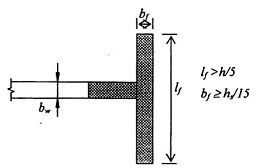 b_f
l_f > h/5
l_f
b_f ≥ h_s/15
b_w